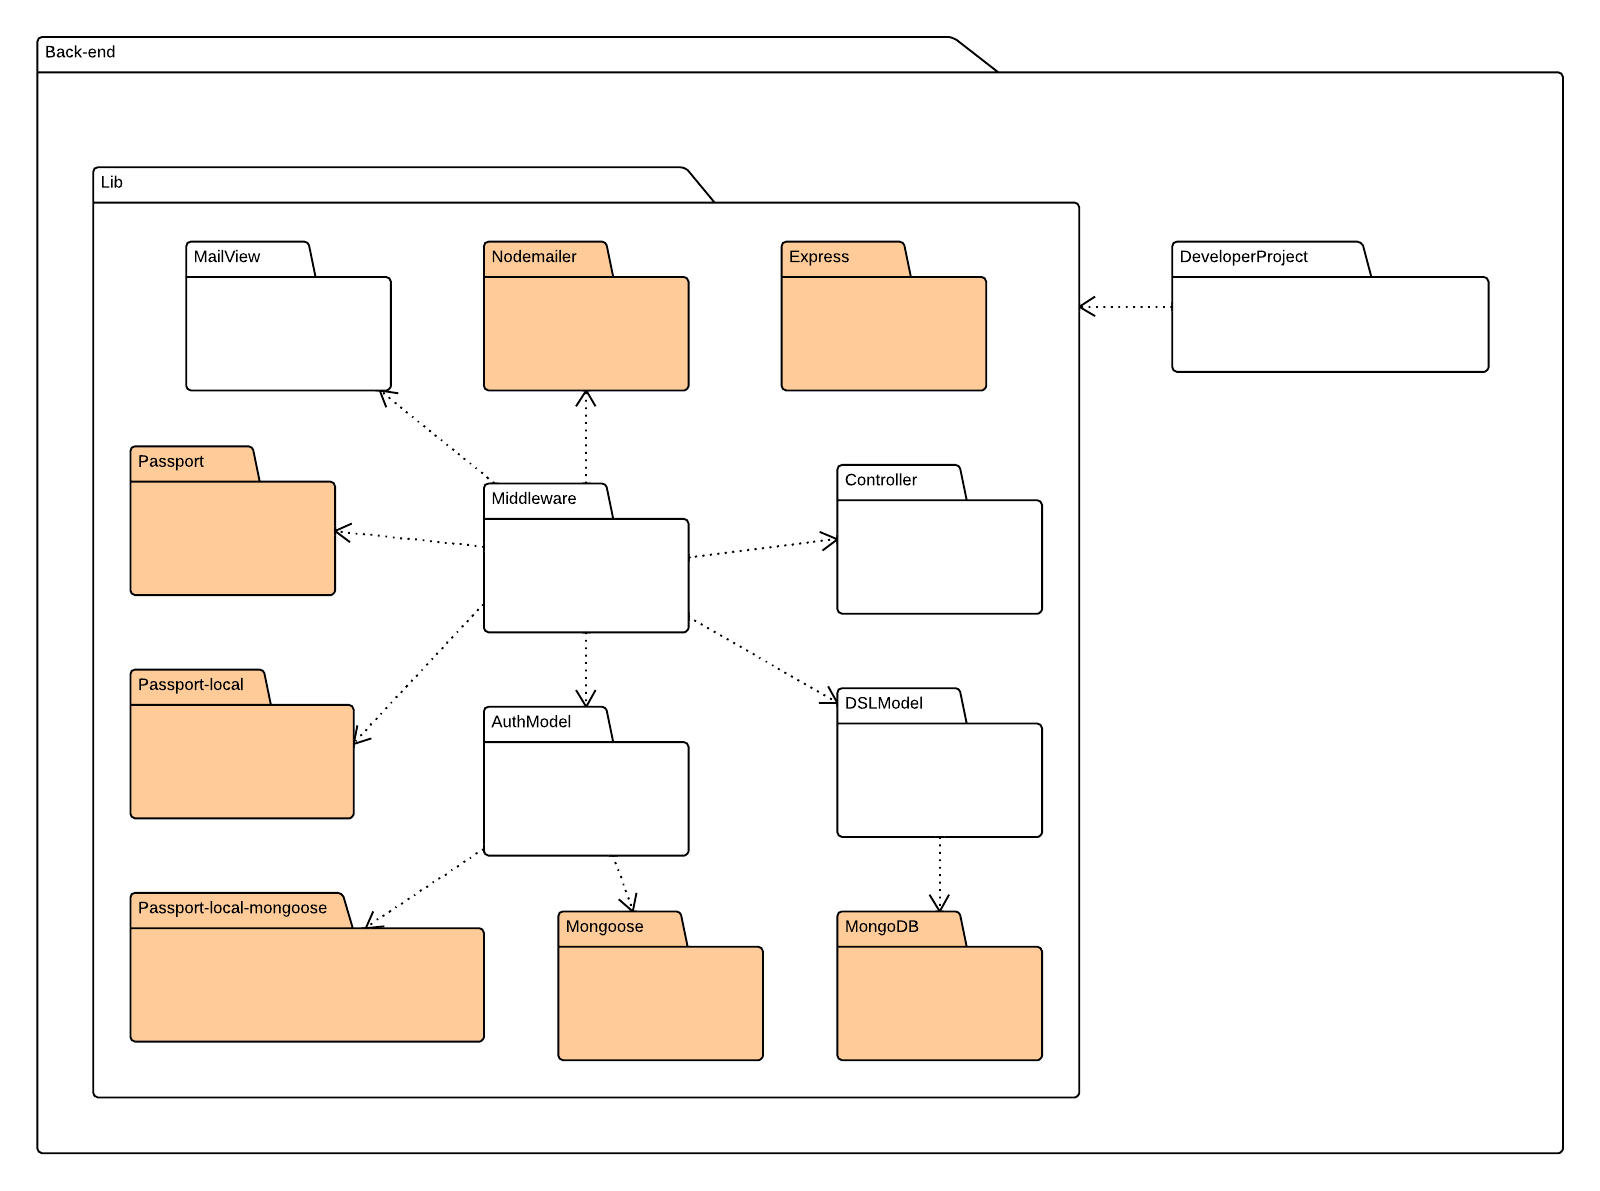 Back-end
Lib
MailView
Nodemailer
Express
DeveloperProject
Passport
Controller
Middleware
Passport-local
DSLModel
AuthModel
Passport-local-mongoose
Mongoose
MongoDB